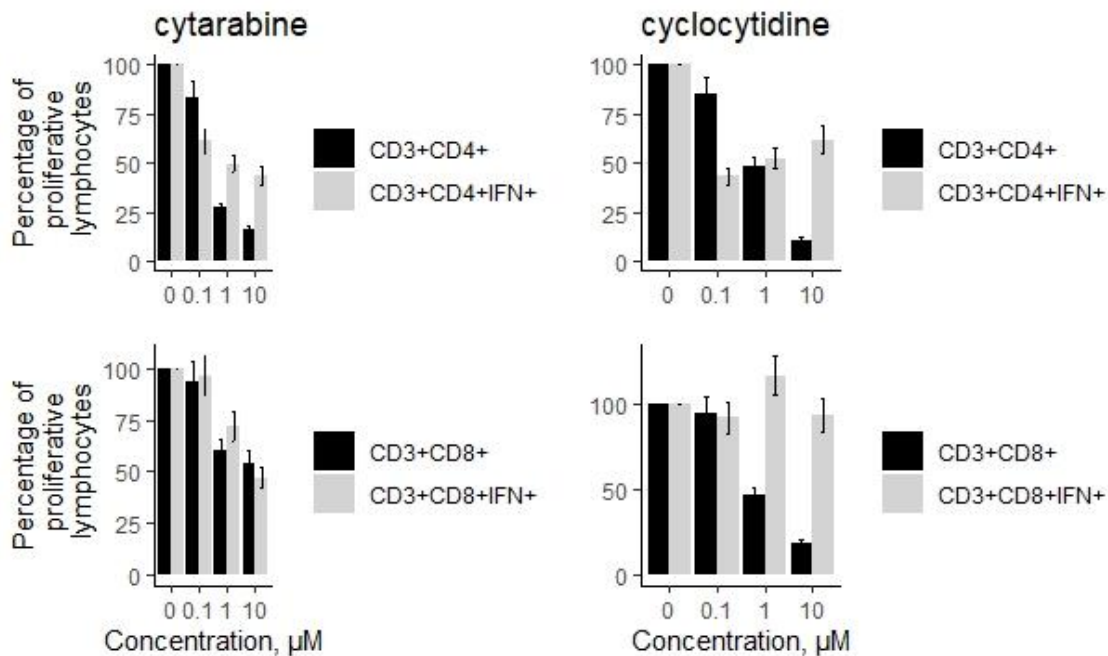 cytarabine
cyclocytidine
Percentage of
proliferative
lymphocytes
100
75
50
25
0
0 0.1 1 10
CD3+CD4+
CD3+CD4+IFN+
100
75
50
25
0
0 0.1 1 10
CD3+CD4+
CD3+CD4+IFN+
Percentage of
proliferative
lymphocytes
100
75
50
25
0
0 0.1 1 10
Concentration, µM
CD3+CD8+
CD3+CD8+IFN+
100
50
0
0 0.1 1 10
Concentration, µM
CD3+CD8+
CD3+CD8+IFN+